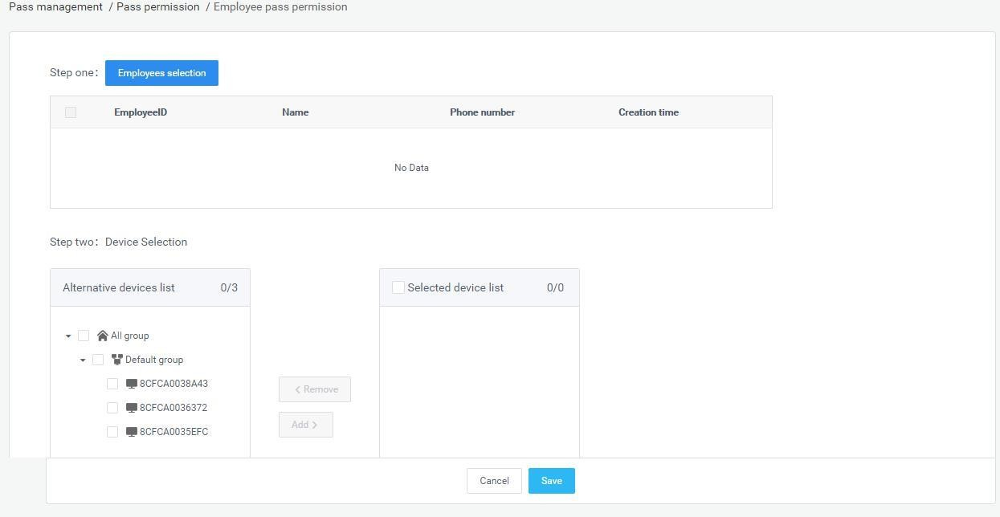 Pass management / Pass permission / Employee pass permission
Step one: Employees selection
EmployeeID Name Phone number Creation time
No Data
Step two: Device Selection
Alternative devices list 0/3
Selected device list 0/0
All group
Default group
8CFCA0038A43
8CFCA0036372
8CFCA0035EFC
< Remove
Add >
Cancel Save